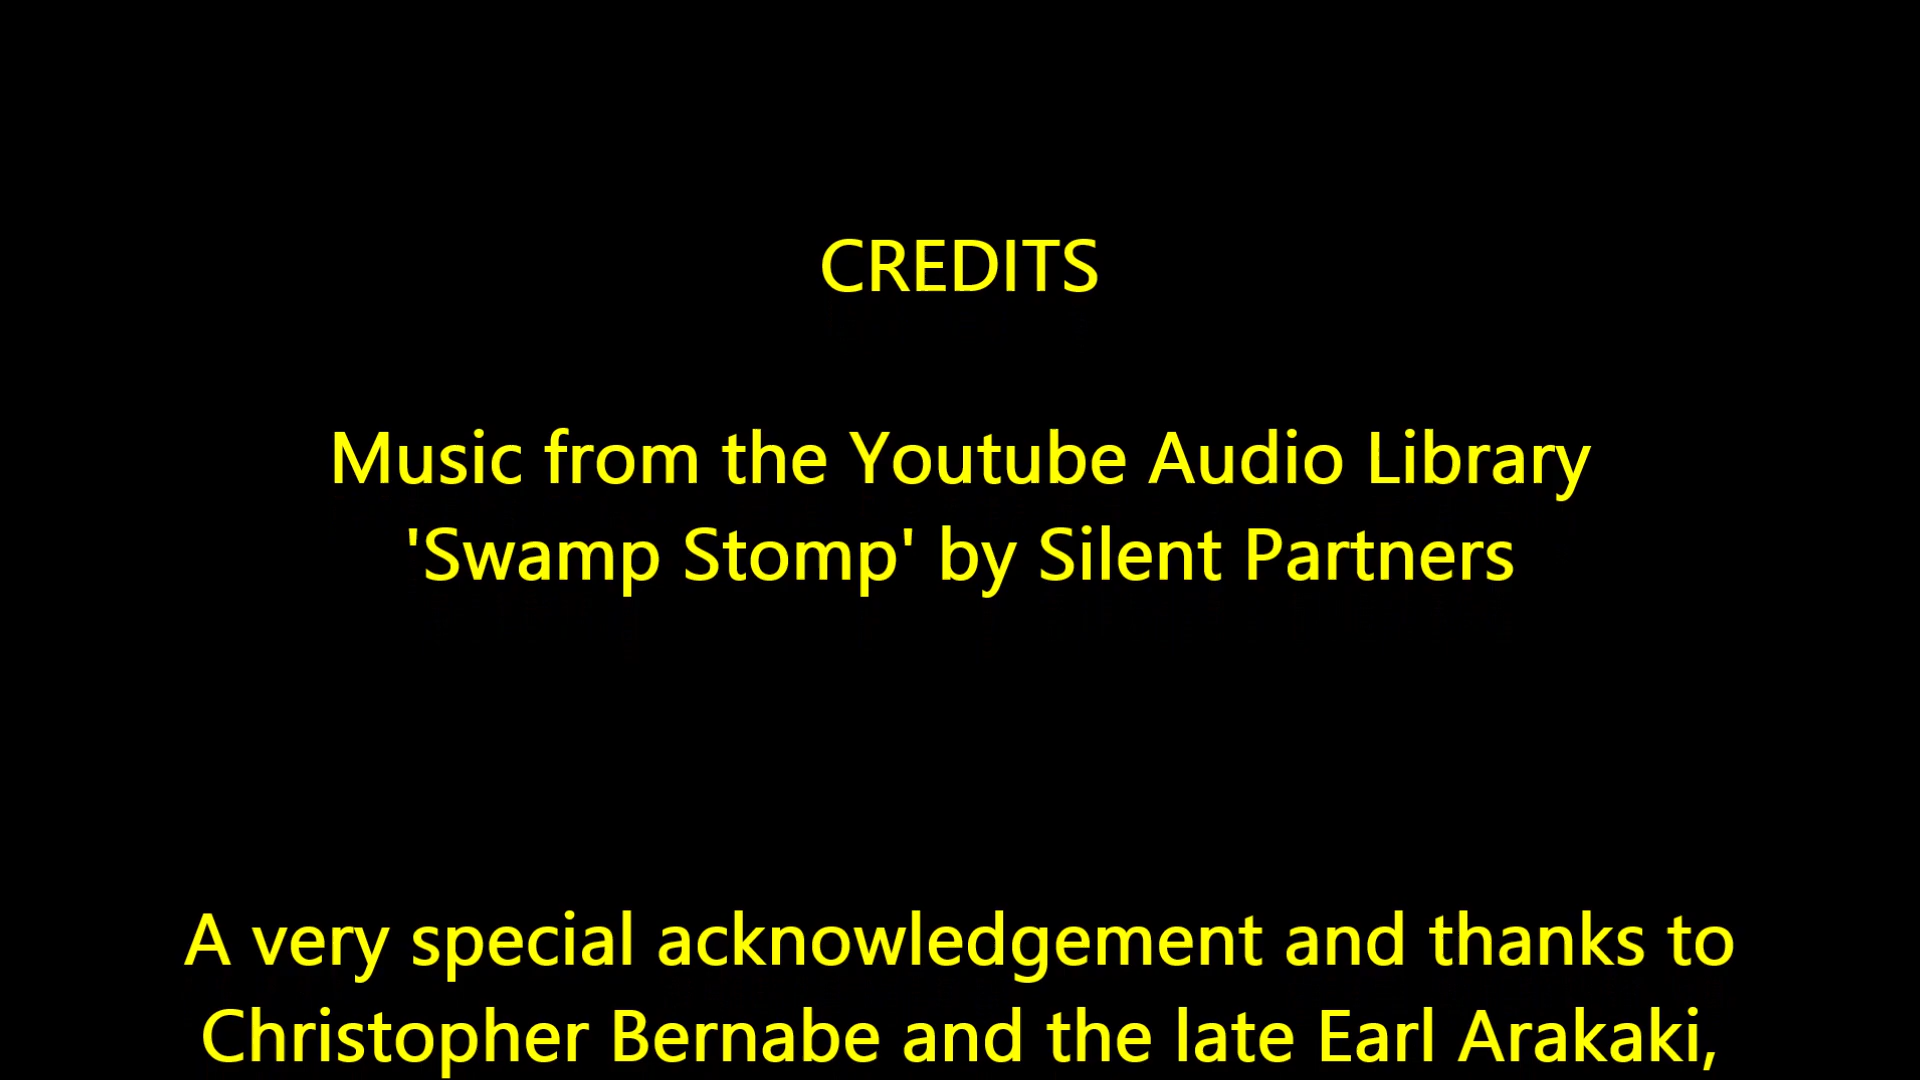 CREDITS
Music from the Youtube Audio Library
'Swamp Stomp' by Silent Partners
A very special acknowledgement and thanks to
Christopher Bernabe and the late Earl Arakaki,